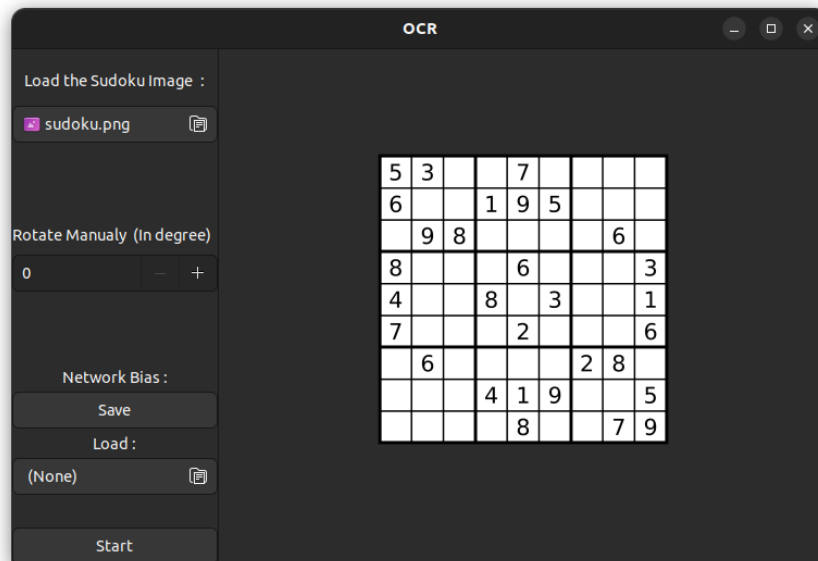 OCR
Load the Sudoku Image :
sudoku.png
Rotate Manualy (In degree)
0 − +
Network Bias :
Save
Load :
(None)
Start
5 3 7
6 1 9 5
9 8 6
8 6 3
4 8 3 1
7 2 6
6 2 8
4 1 9 5
8 7 9